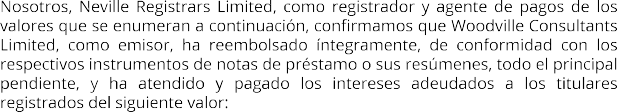 Nosotros, Neville Registrars Limited, como registrador y agente de pagos de los
valores que se enumeran a continuación, confirmamos que Woodville Consultants
Limited, como emisor, ha reembolsado íntegramente, de conformidad con los
respectivos instrumentos de notas de préstamo o sus resúmenes, todo el principal
pendiente, y ha atendido y pagado los intereses adeudados a los titulares
registrados del siguiente valor: